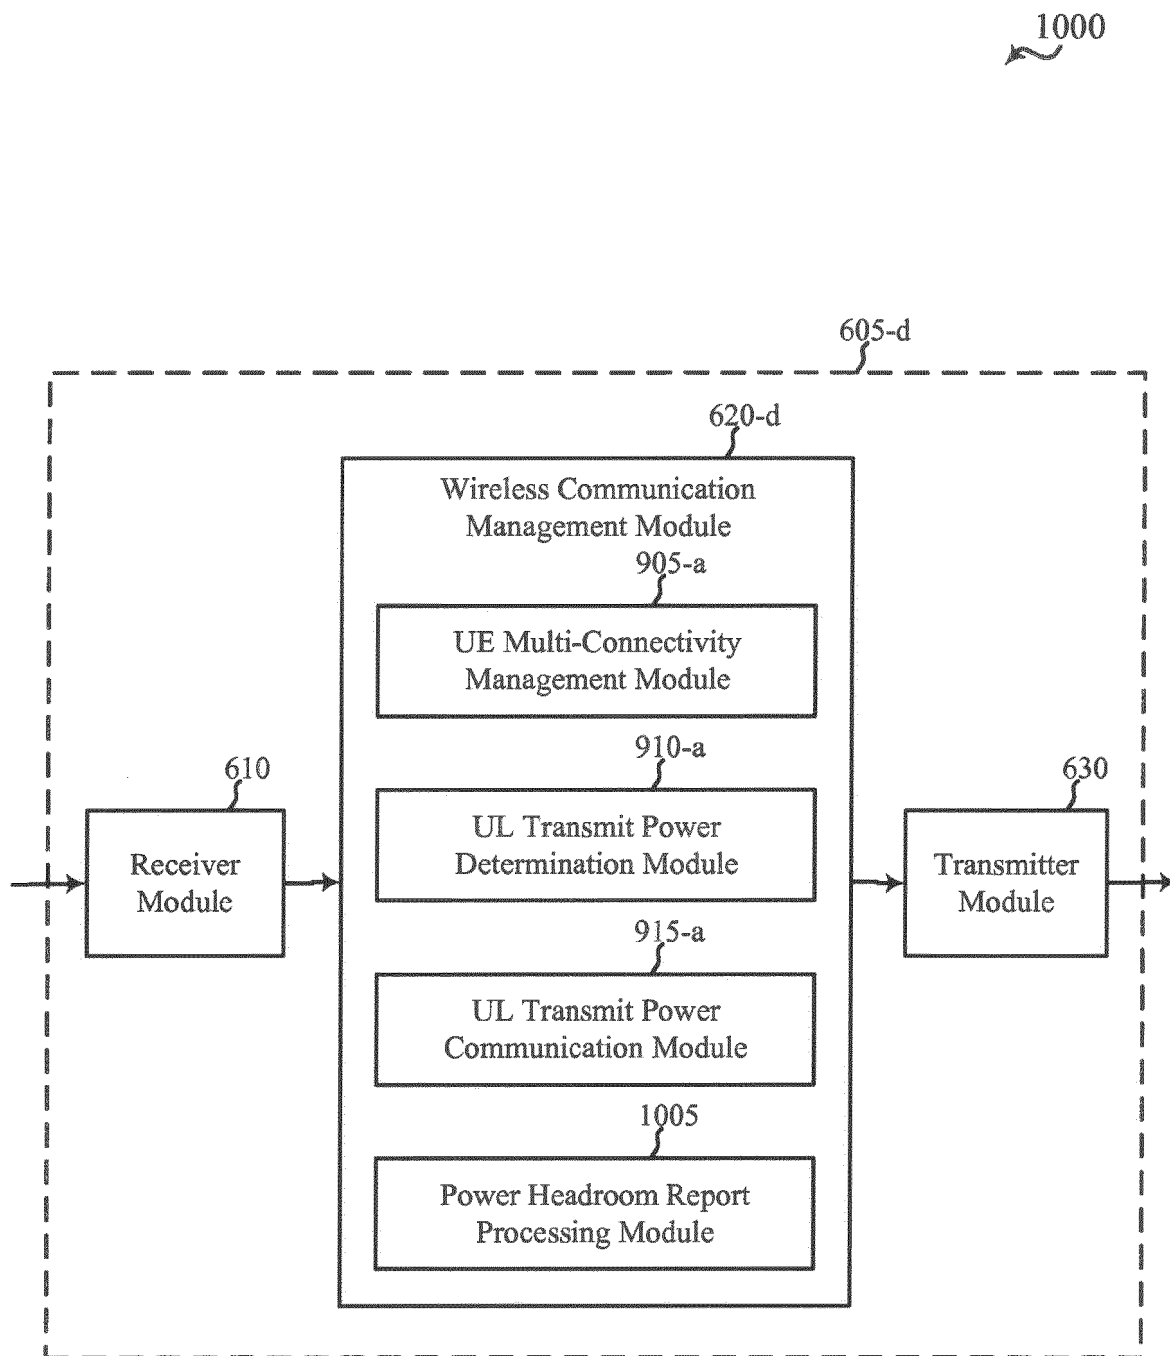 1000
605-d
620-d
Wireless Communication
Management Module
905-a
UE Multi-Connectivity
Management Module
910-a
UL Transmit Power
Determination Module
610
Receiver
Module
630
Transmitter
Module
915-a
UL Transmit Power
Communication Module
1005
Power Headroom Report
Processing Module